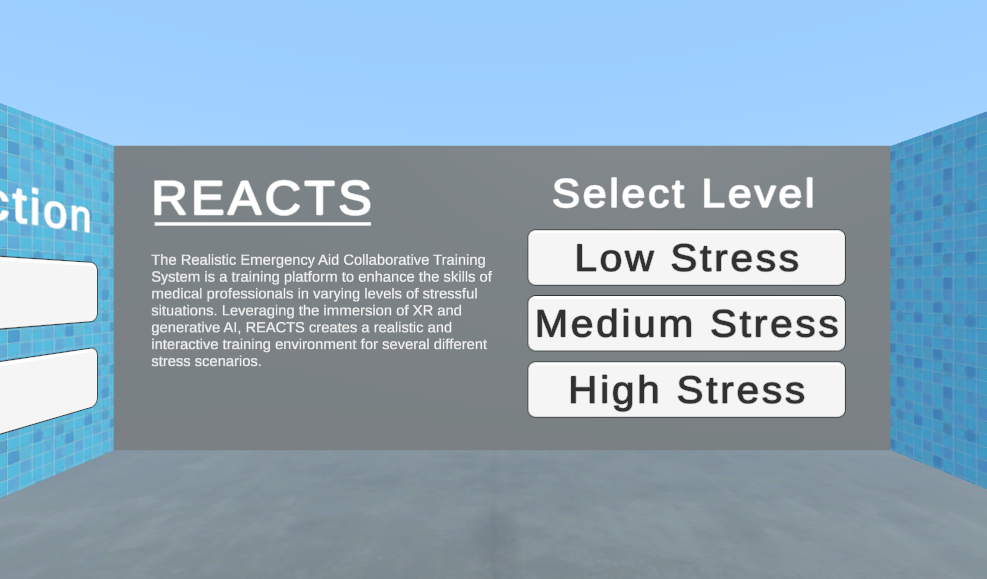 REACTS
The Realistic Emergency Aid Collaborative Training
System is a training platform to enhance the skills of
medical professionals in varying levels of stressful
situations. Leveraging the immersion of XR and
generative AI, REACTS creates a realistic and
interactive training environment for several different
stress scenarios.
Select Level
Low Stress
Medium Stress
High Stress